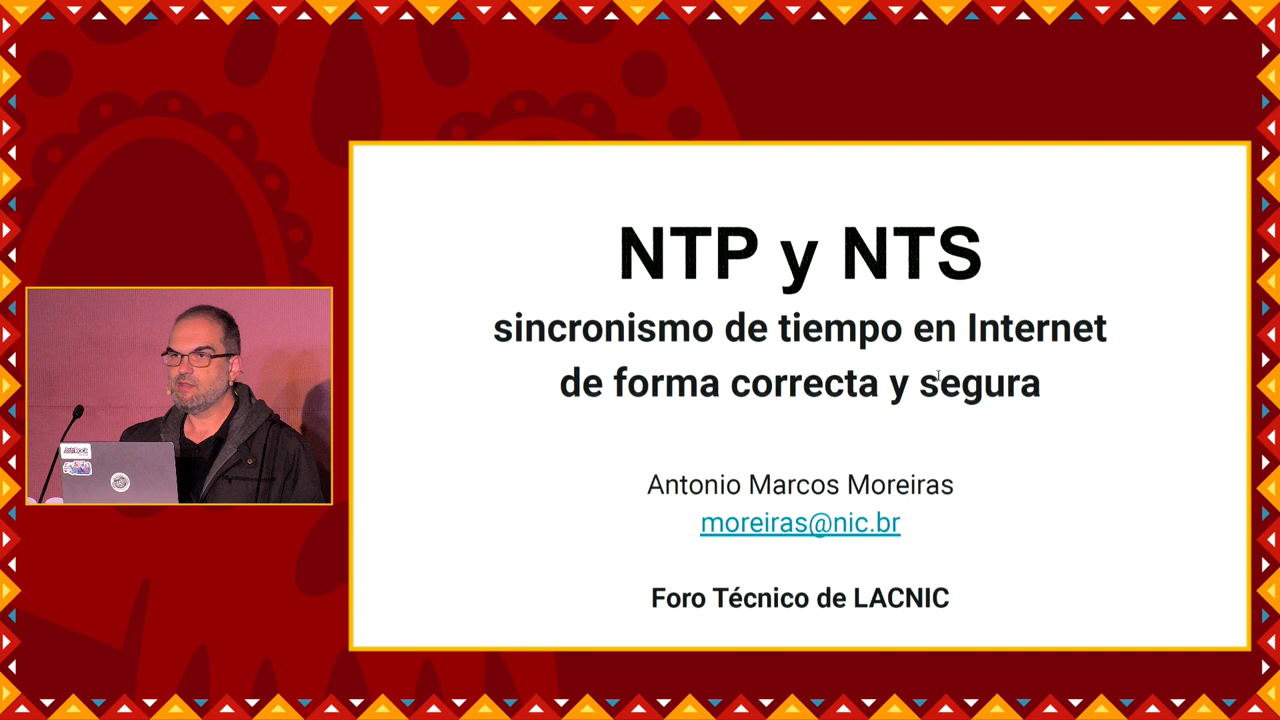 NTP y NTS
sincronismo de tiempo en Internet
de forma correcta y segura
Antonio Marcos Moreiras
moreiras@nic.br
Foro Técnico de LACNIC